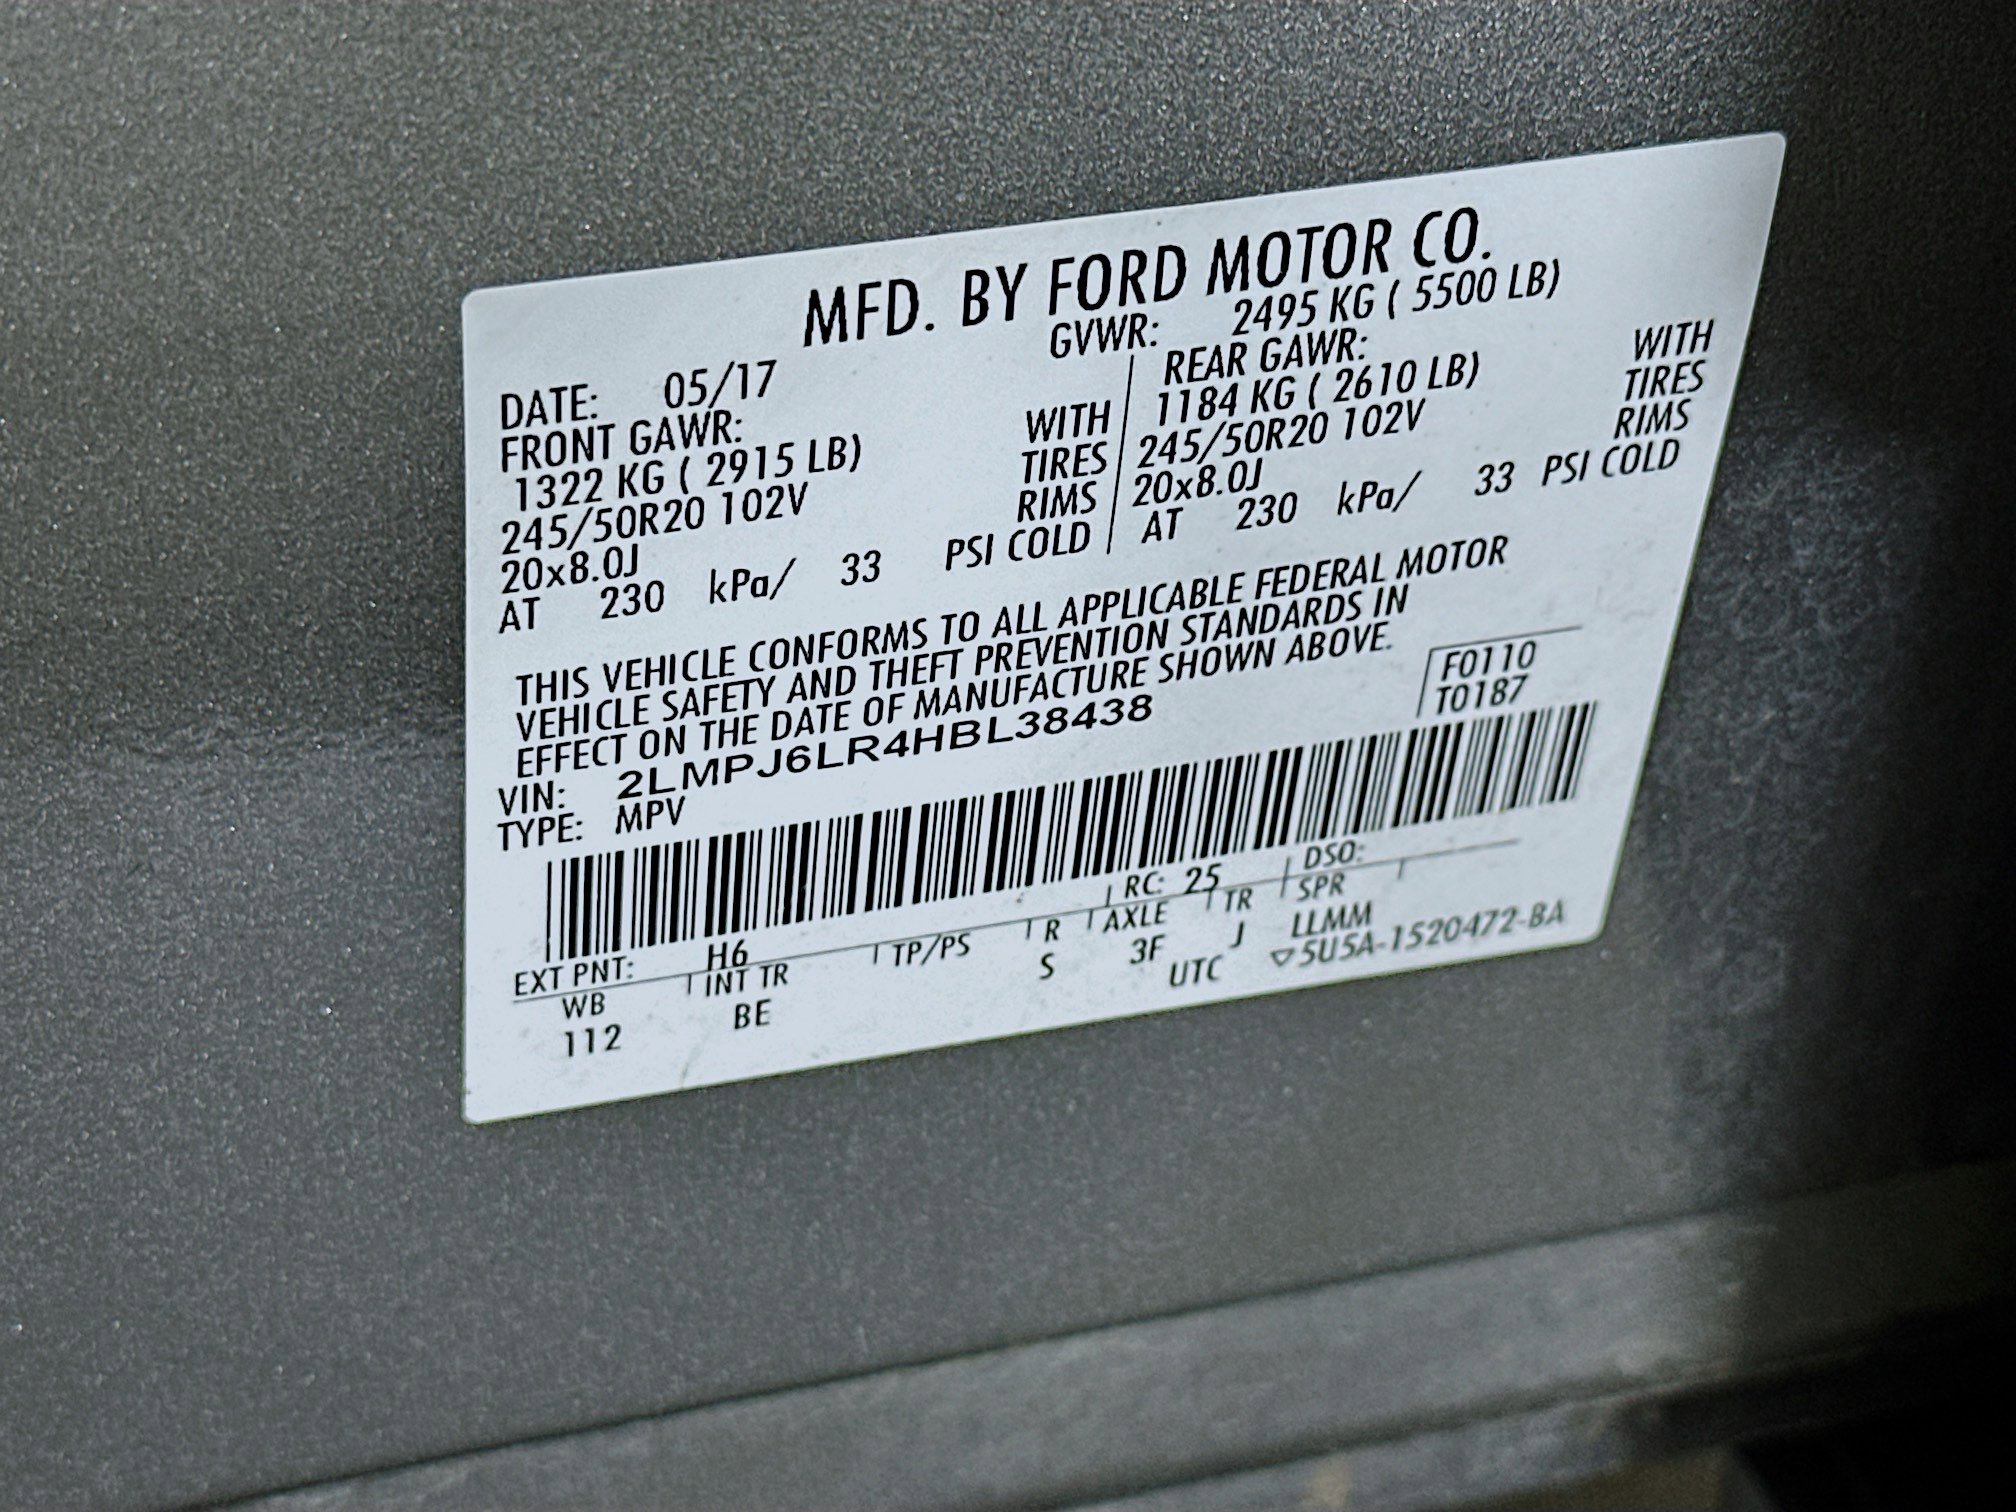 MFD. BY FORD MOTOR CO.
DATE: 05/17 GVWR: 2495 KG ( 5500 LB)
FRONT GAWR: REAR GAWR:
1322 KG ( 2915 LB) WITH 1184 KG ( 2610 LB) WITH
245/50R20 102V TIRES 245/50R20 102V TIRES
20x8.0J RIMS 20x8.0J RIMS
AT 230 kPa/ 33 PSI COLD AT 230 kPa/ 33 PSI COLD
THIS VEHICLE CONFORMS TO ALL APPLICABLE FEDERAL MOTOR
VEHICLE SAFETY AND THEFT PREVENTION STANDARDS IN
EFFECT ON THE DATE OF MANUFACTURE SHOWN ABOVE.
F0110
T0187
VIN: 2LMPJ6LR4HBL38438
TYPE: MPV
EXT PNT: H6 RC: 25 DSO:
WB INT TR TP/PS R AXLE TR SPR
112 BE S 3F J LLMM
UTC ▽5U5A-1520472-BA